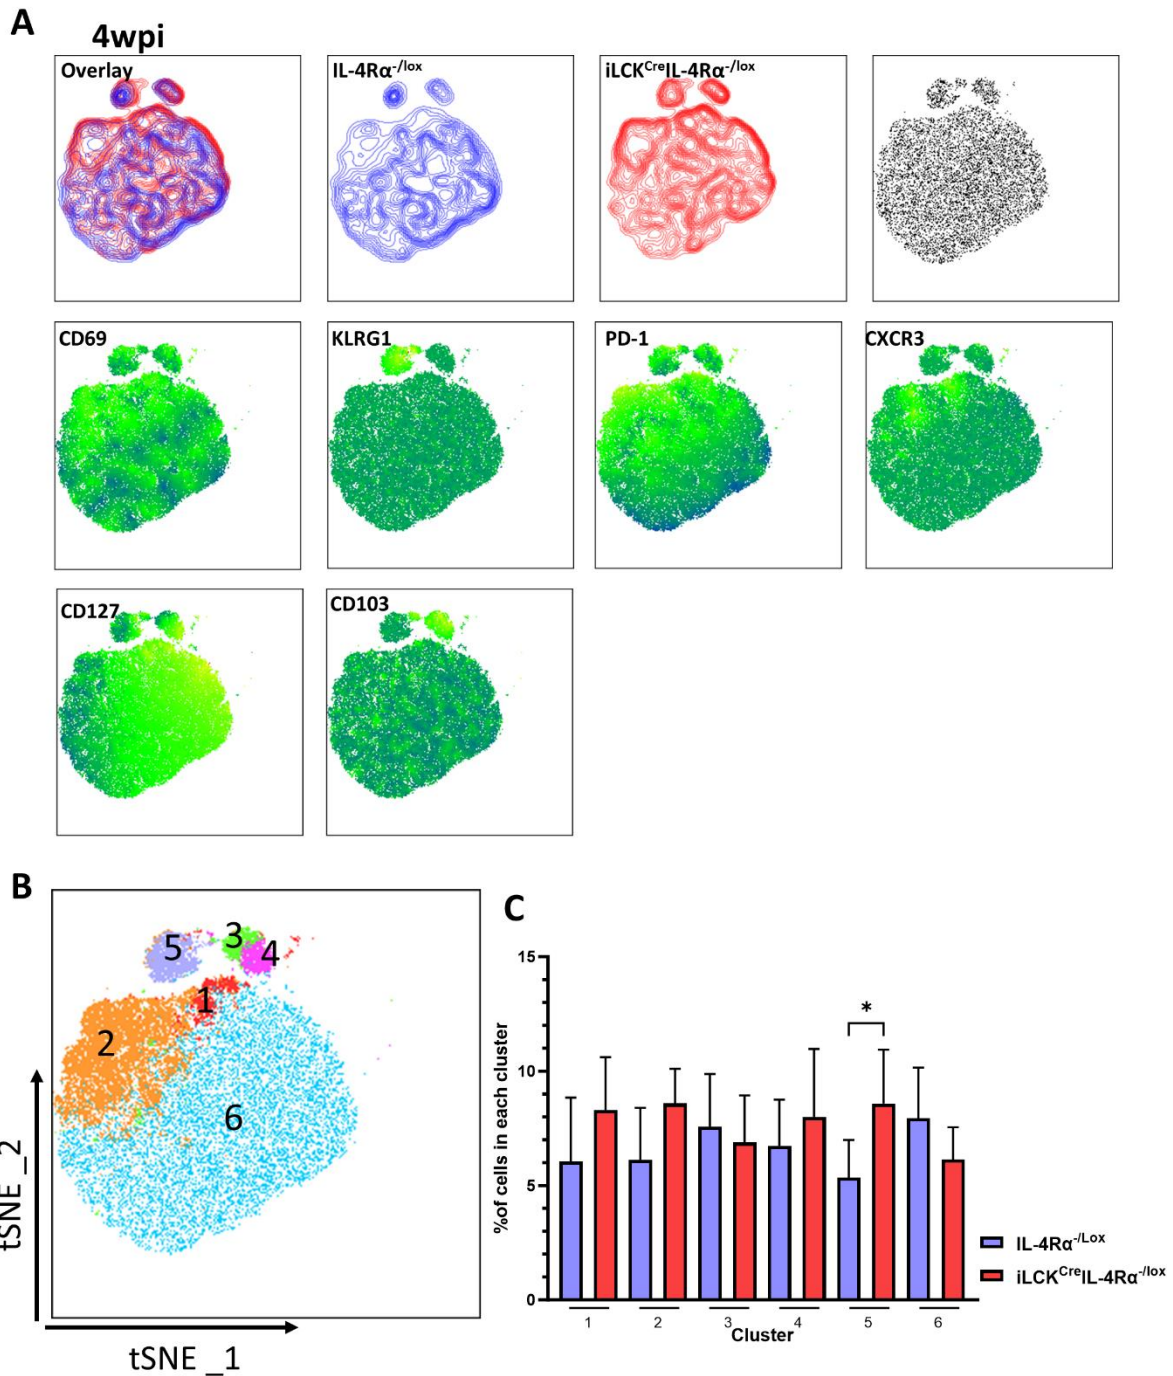 A
4wpi
Overlay
IL-4Rα-/lox
iLCKCreIL-4Rα-/lox
CD69
KLRG1
PD-1
CXCR3
CD127
CD103
B
5
3
4
1
2
6
tSNE _2
tSNE _1
C
*
%of cells in each cluster
15
10
5
0
1
2
3
4
5
6
Cluster
IL-4Rα-/Lox
iLCKCreIL-4Rα-/lox